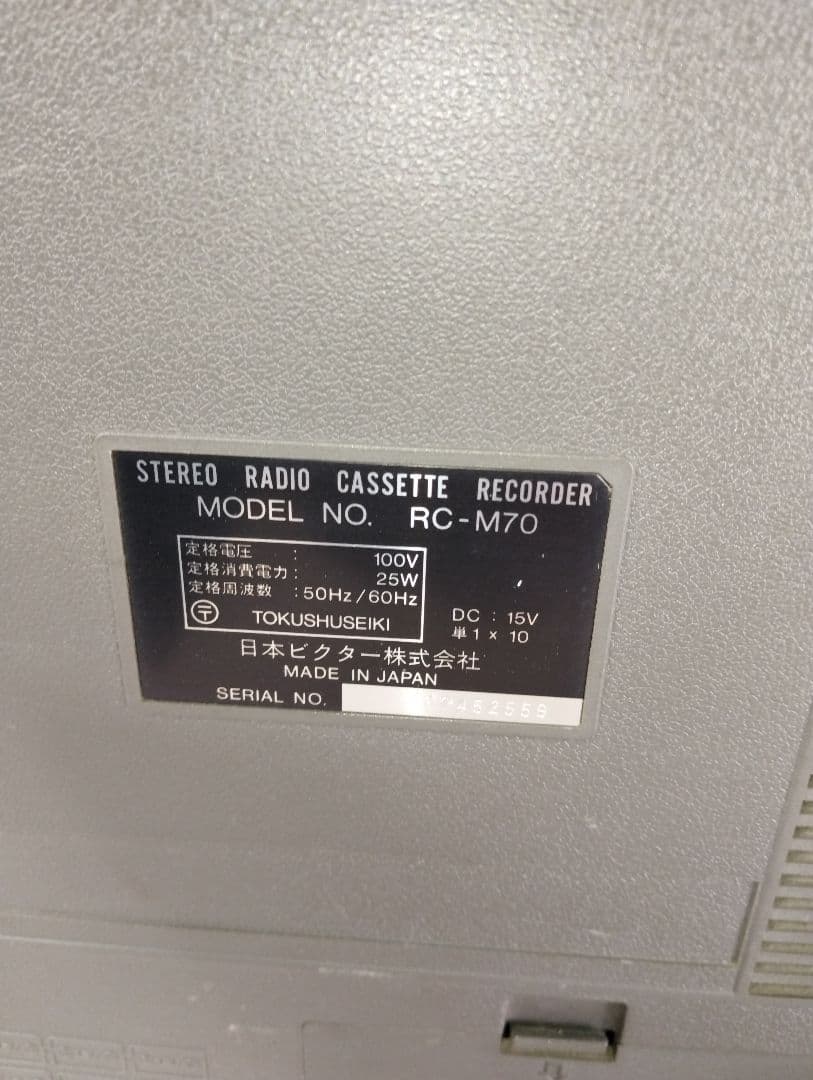 STEREO RADIO CASSETTE RECORDER
MODEL NO. RC-M70
定格電圧 : 100V
定格消費電力 : 25W
定格周波数 : 50Hz/60Hz
〒 TOKUSHUSEIKI
DC : 15V
単1 × 10
日本ビクター株式会社
MADE IN JAPAN
SERIAL NO.